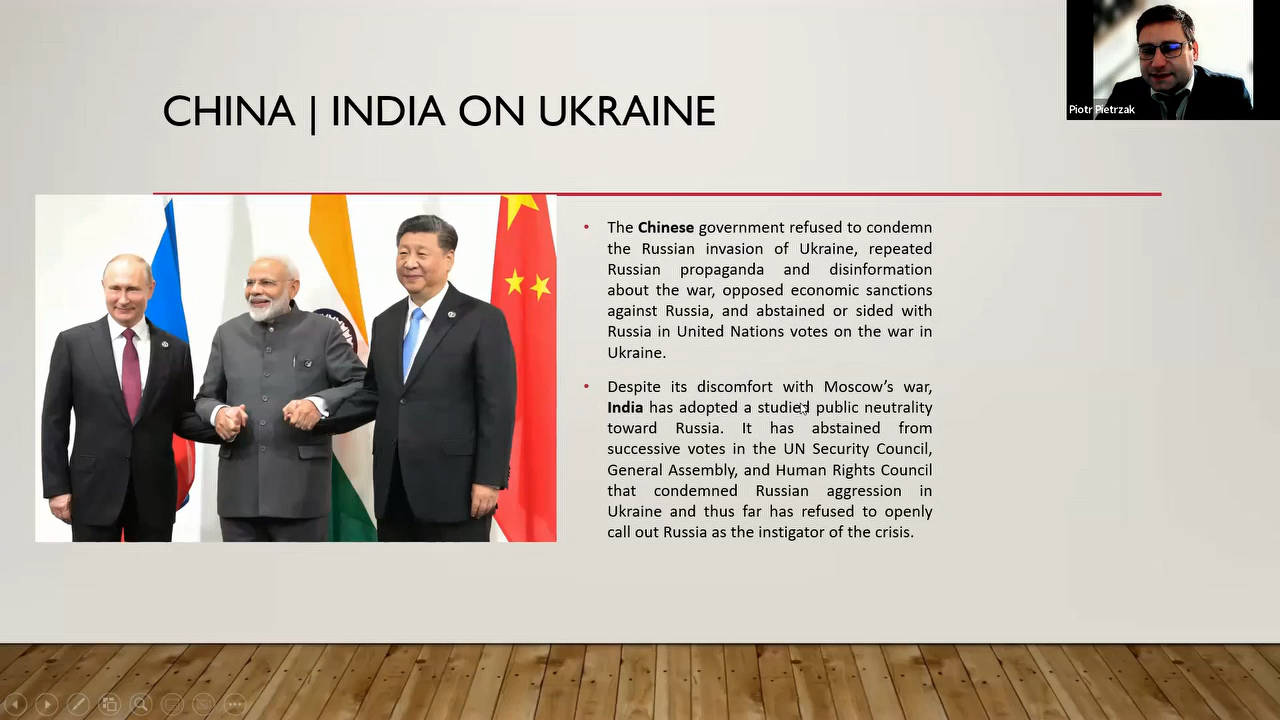 Piotr Pietrzak
CHINA | INDIA ON UKRAINE
• The Chinese government refused to condemn
the Russian invasion of Ukraine, repeated
Russian propaganda and disinformation
about the war, opposed economic sanctions
against Russia, and abstained or sided with
Russia in United Nations votes on the war in
Ukraine.
• Despite its discomfort with Moscow’s war,
India has adopted a studied public neutrality
toward Russia. It has abstained from
successive votes in the UN Security Council,
General Assembly, and Human Rights Council
that condemned Russian aggression in
Ukraine and thus far has refused to openly
call out Russia as the instigator of the crisis.